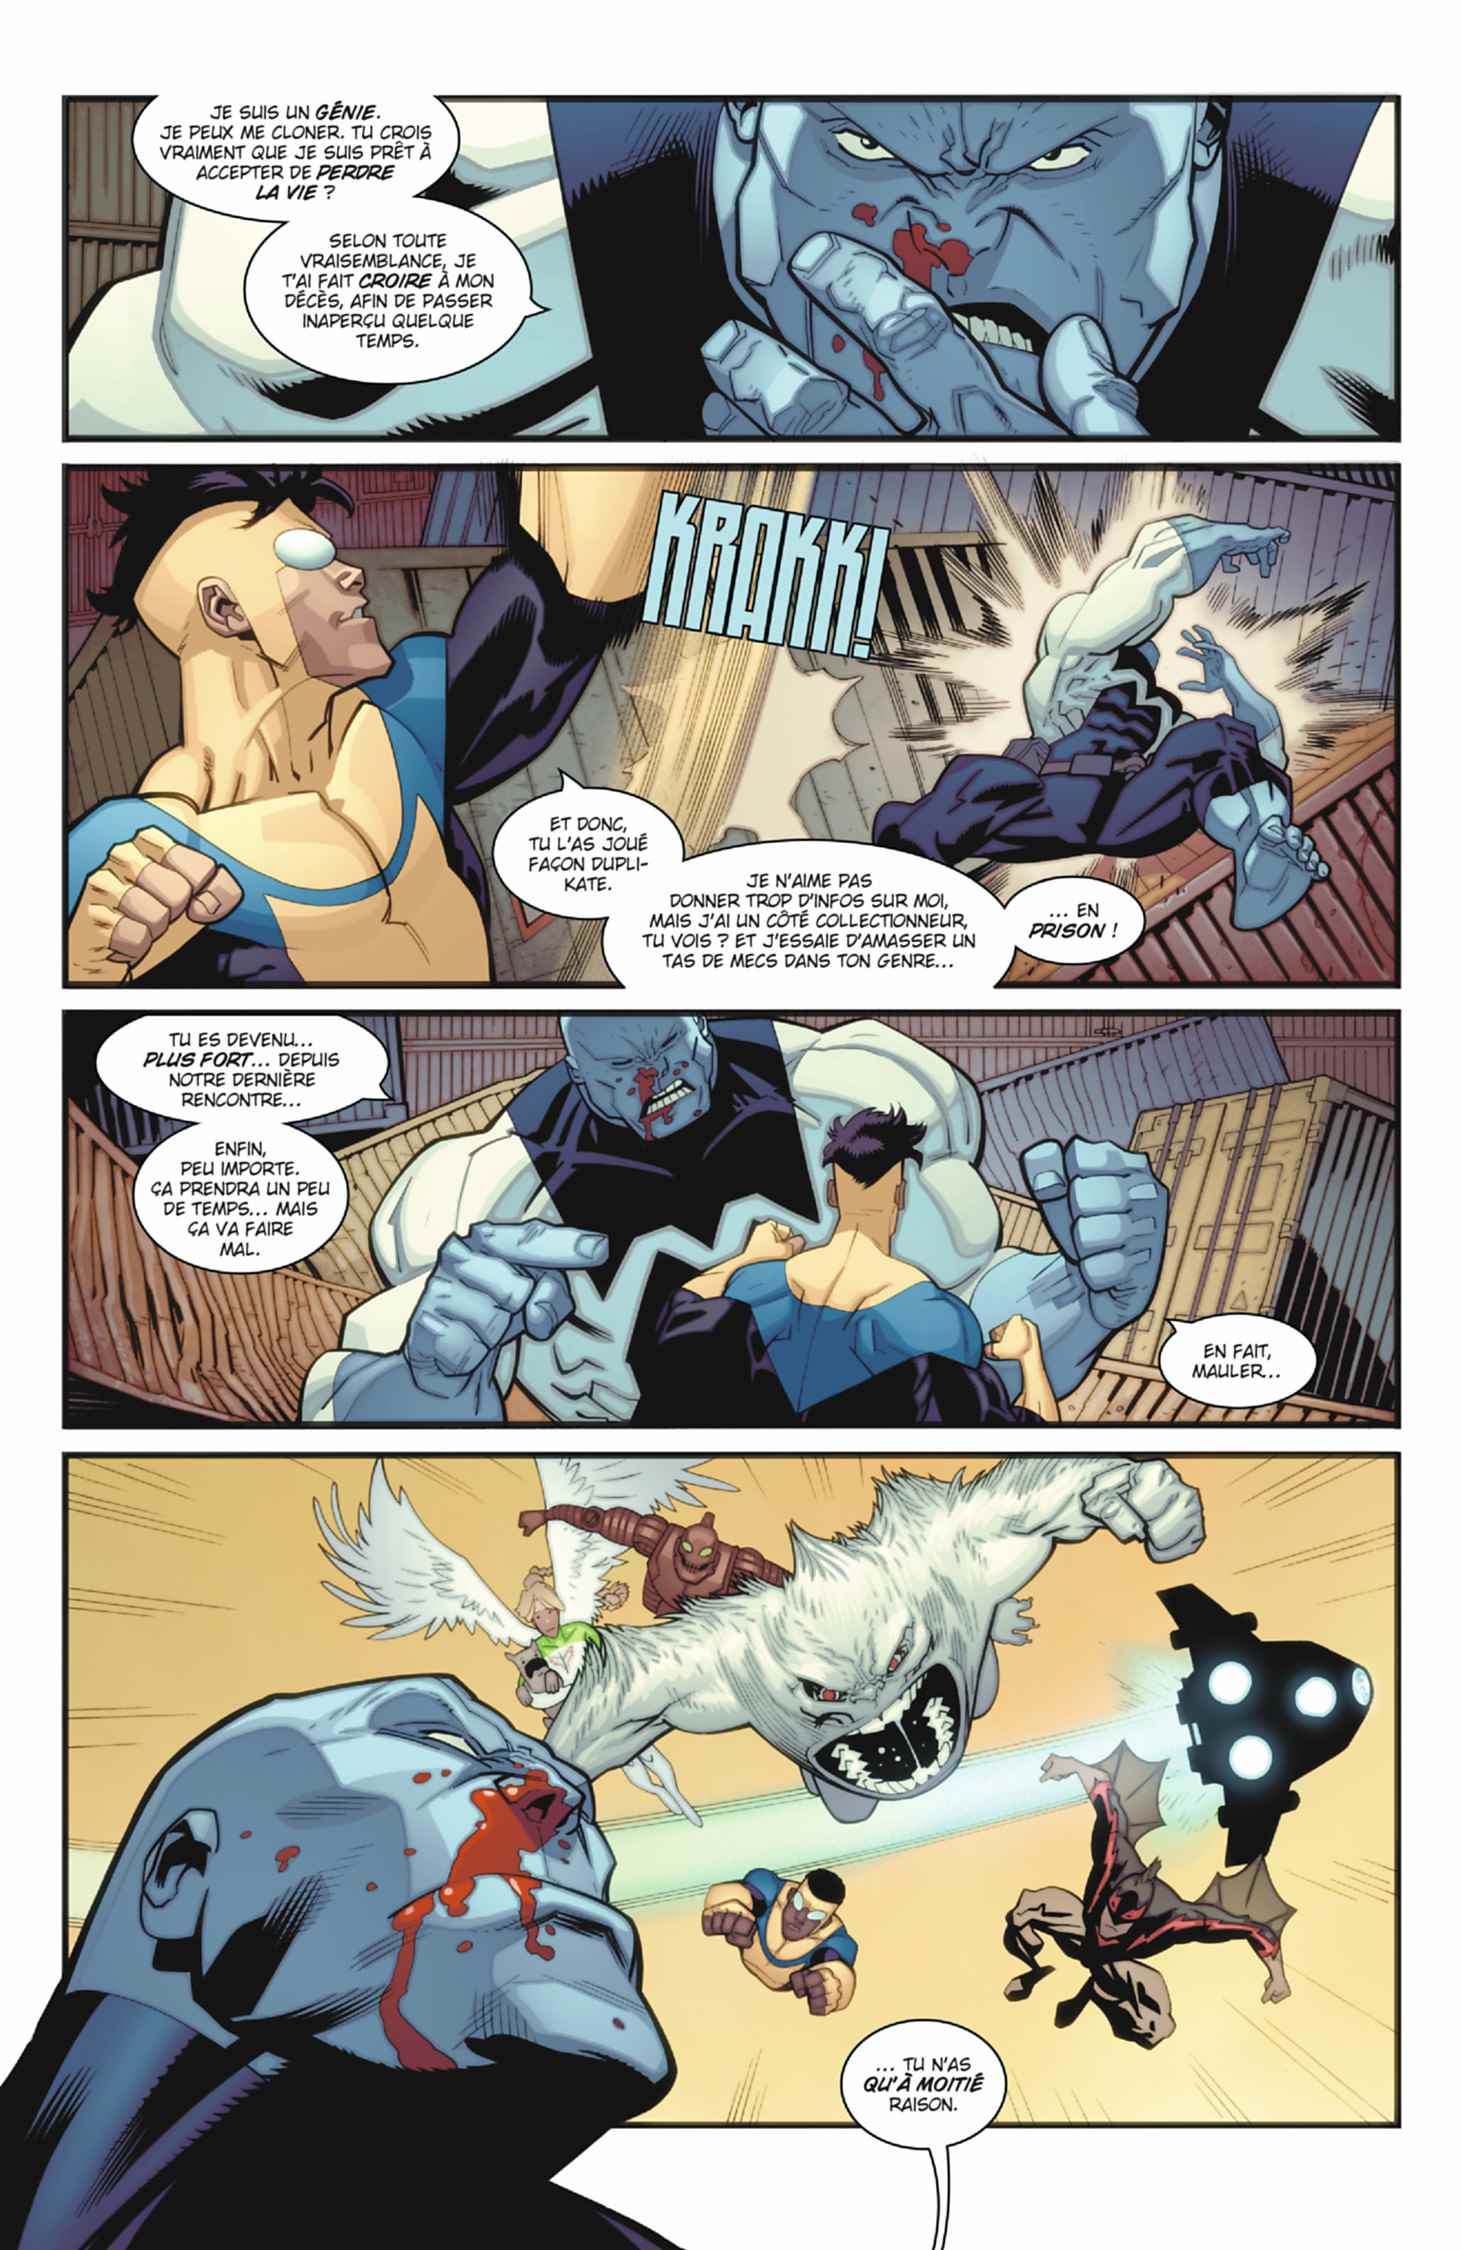 JE SUIS UN GÉNIE.
JE PEUX ME CLONER. TU CROIS
VRAIMENT QUE JE SUIS PRÊT À
ACCEPTER DE PERDRE
LA VIE ?
SELON TOUTE
VRAISEMBLANCE, JE
T'AI FAIT CROIRE À MON
DÉCÈS, AFIN DE PASSER
INAPERÇU QUELQUE
TEMPS.
KRAKK!
ET DONC,
TU L'AS JOUÉ
FAÇON DUPLI-
KATE.
JE N'AIME PAS
DONNER TROP D'INFOS SUR MOI,
MAIS J'AI UN CÔTÉ COLLECTIONNEUR,
TU VOIS ? ET J'ESSAIE D'AMASSER UN
TAS DE MECS DANS TON GENRE...
... EN
PRISON !
TU ES DEVENU...
PLUS FORT... DEPUIS
NOTRE DERNIÈRE
RENCONTRE...
ENFIN,
PEU IMPORTE.
ÇA PRENDRA UN PEU
DE TEMPS... MAIS
ÇA VA FAIRE
MAL.
EN FAIT,
MAULER...
... TU N'AS
QU'À MOITIÉ
RAISON.